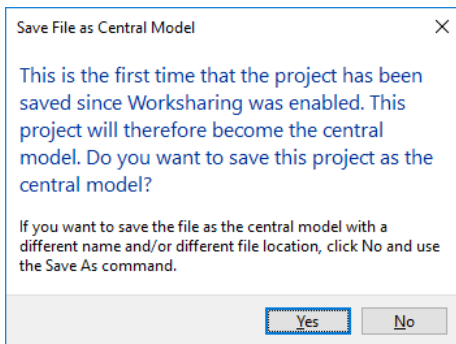 Save File as Central Model
This is the first time that the project has been
saved since Worksharing was enabled. This
project will therefore become the central
model. Do you want to save this project as the
central model?
If you want to save the file as the central model with a
different name and/or different file location, click No and use
the Save As command.
Yes
No